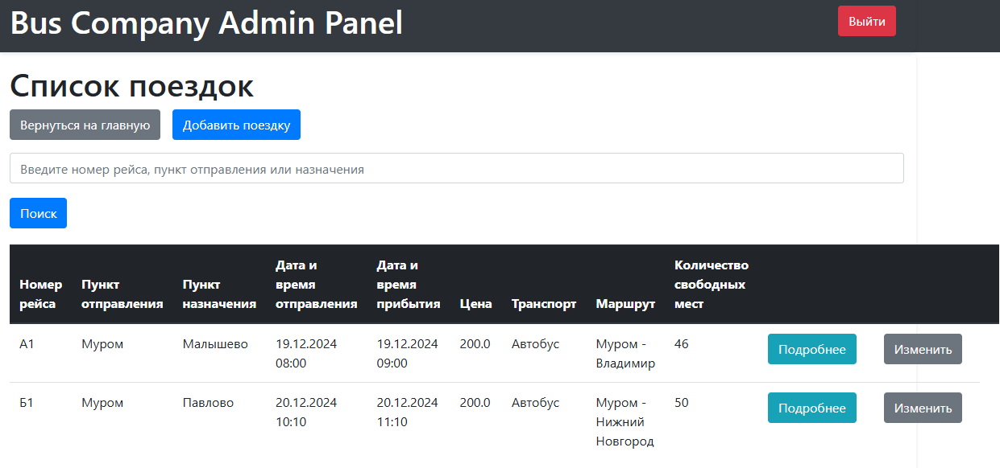 Bus Company Admin Panel
Выйти
Список поездок
Вернуться на главную
Добавить поездку
Введите номер рейса, пункт отправления или назначения
Поиск
Номер рейса
Пункт отправления
Пункт назначения
Дата и время отправления
Дата и время прибытия
Цена
Транспорт
Маршрут
Количество свободных мест
А1
Муром
Малышево
19.12.2024 08:00
19.12.2024 09:00
200.0
Автобус
Муром - Владимир
46
Подробнее
Изменить
Б1
Муром
Павлово
20.12.2024 10:10
20.12.2024 11:10
200.0
Автобус
Муром - Нижний Новгород
50
Подробнее
Изменить